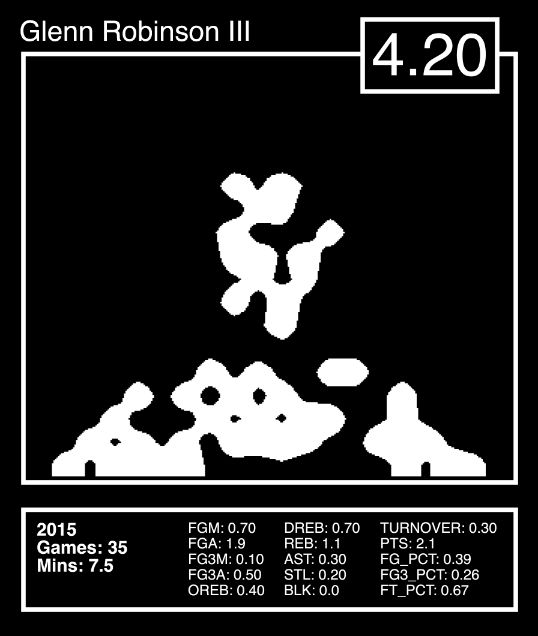 Glenn Robinson III
4.20
2015
Games: 35
Mins: 7.5
FGM: 0.70
FGA: 1.9
FG3M: 0.10
FG3A: 0.50
OREB: 0.40
DREB: 0.70
REB: 1.1
AST: 0.30
STL: 0.20
BLK: 0.0
TURNOVER: 0.30
PTS: 2.1
FG_PCT: 0.39
FG3_PCT: 0.26
FT_PCT: 0.67